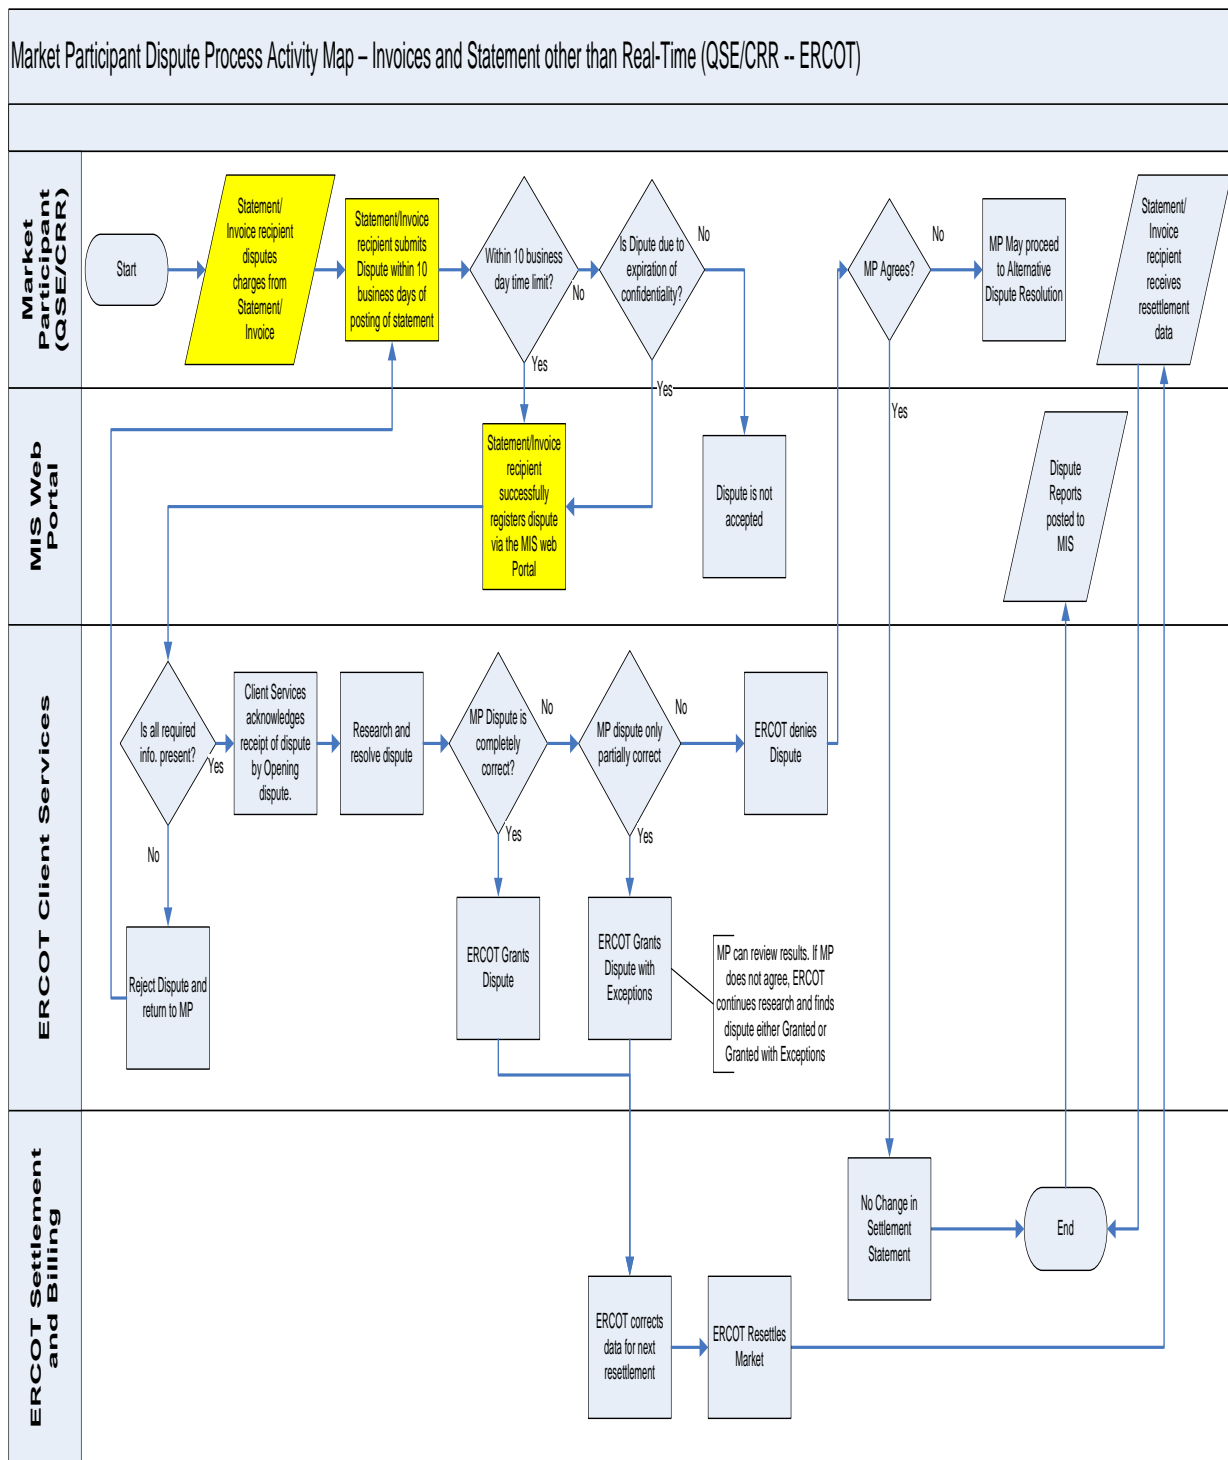 Market Participant Dispute Process Activity Map – Invoices and Statement other than Real-Time (QSE/CRR -- ERCOT)
Market
Participant
(QSE/CRR)
Start
Statement/
Invoice recipient
disputes
charges from
Statement/
Invoice
Statement/Invoice
recipient submits
Dispute within 10
business days of
posting of statement
Within 10 business
day time limit?
No
Yes
Is Dipute due to
expiration of
confidentiality?
No
Yes
MP Agrees?
No
Yes
MP May proceed
to Alternative
Dispute Resolution
Statement/
Invoice
recipient
receives
resettlement
data
MIS Web
Portal
Statement/Invoice
recipient
successfully
registers dispute
via the MIS web
Portal
Dispute is not
accepted
Dispute
Reports
posted to
MIS
ERCOT Client Services
Is all required
info. present?
Yes
No
Client Services
acknowledges
receipt of dispute
by Opening
dispute.
Research and
resolve dispute
MP Dispute is
completely
correct?
No
Yes
MP dispute only
partially correct
No
Yes
ERCOT denies
Dispute
Reject Dispute and
return to MP
ERCOT Grants
Dispute
ERCOT Grants
Dispute with
Exceptions
MP can review results. If MP
does not agree, ERCOT
continues research and finds
dispute either Granted or
Granted with Exceptions
ERCOT Settlement
and Billing
No Change in
Settlement
Statement
End
ERCOT corrects
data for next
resettlement
ERCOT Resettles
Market